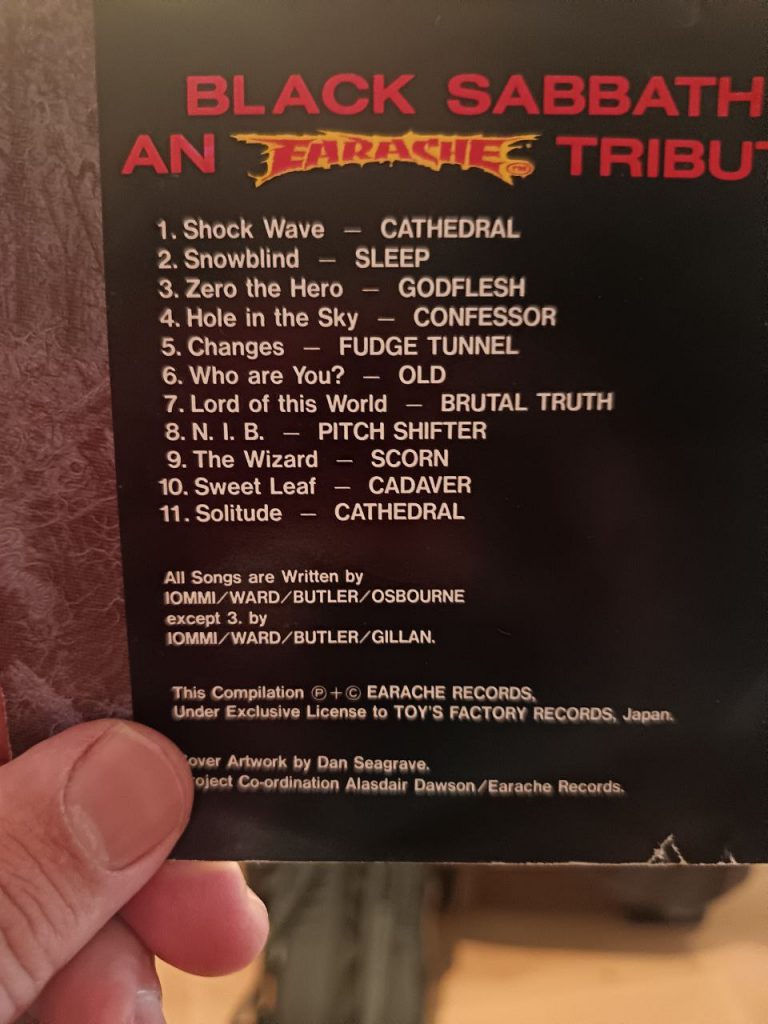 BLACK SABBATH
AN EARACHE TRIBUT
1. Shock Wave — CATHEDRAL
2. Snowblind — SLEEP
3. Zero the Hero — GODFLESH
4. Hole in the Sky — CONFESSOR
5. Changes — FUDGE TUNNEL
6. Who are You? — OLD
7. Lord of this World — BRUTAL TRUTH
8. N. I. B. — PITCH SHIFTER
9. The Wizard — SCORN
10. Sweet Leaf — CADAVER
11. Solitude — CATHEDRAL
All Songs are Written by
IOMMI/WARD/BUTLER/OSBOURNE
except 3. by
IOMMI/WARD/BUTLER/GILLAN.
This Compilation ℗+© EARACHE RECORDS.
Under Exclusive License to TOY'S FACTORY RECORDS, Japan.
over Artwork by Dan Seagrave.
oject Co-ordination Alasdair Dawson/Earache Records.